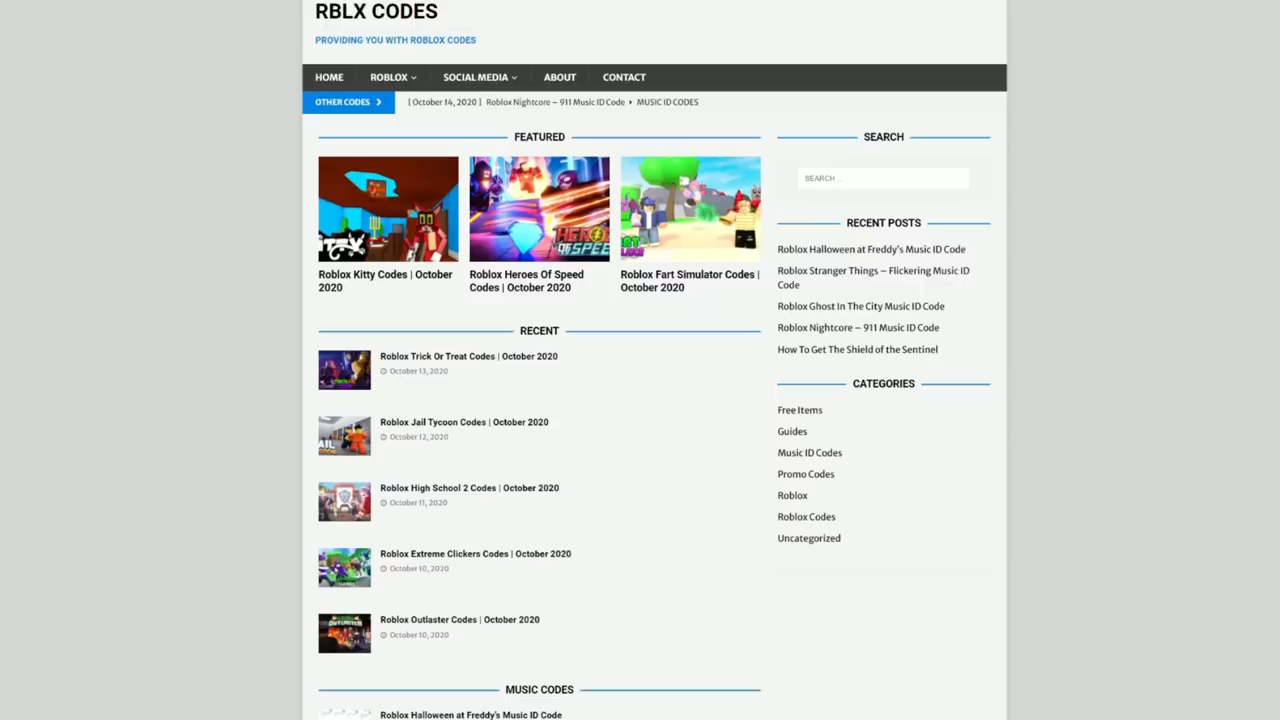 RBLX CODES
PROVIDING YOU WITH ROBLOX CODES
HOME ROBLOX SOCIAL MEDIA ABOUT CONTACT
OTHER CODES [ October 14, 2020 ] Roblox Nightcore – 911 Music ID Code MUSIC ID CODES
FEATURED
HERO
OF SPEE
Roblox Kitty Codes | October
2020
Roblox Heroes Of Speed
Codes | October 2020
Roblox Fart Simulator Codes |
October 2020
RECENT
Roblox Trick Or Treat Codes | October 2020
October 13, 2020
AIL
Roblox Jail Tycoon Codes | October 2020
October 12, 2020
Roblox High School 2 Codes | October 2020
October 11, 2020
Roblox Extreme Clickers Codes | October 2020
October 10, 2020
Roblox Outlaster Codes | October 2020
October 10, 2020
MUSIC CODES
Roblox Halloween at Freddy's Music ID Code
SEARCH
SEARCH ...
RECENT POSTS
Roblox Halloween at Freddy's Music ID Code
Roblox Stranger Things – Flickering Music ID
Code
Roblox Ghost In The City Music ID Code
Roblox Nightcore – 911 Music ID Code
How To Get The Shield of the Sentinel
CATEGORIES
Free Items
Guides
Music ID Codes
Promo Codes
Roblox
Roblox Codes
Uncategorized